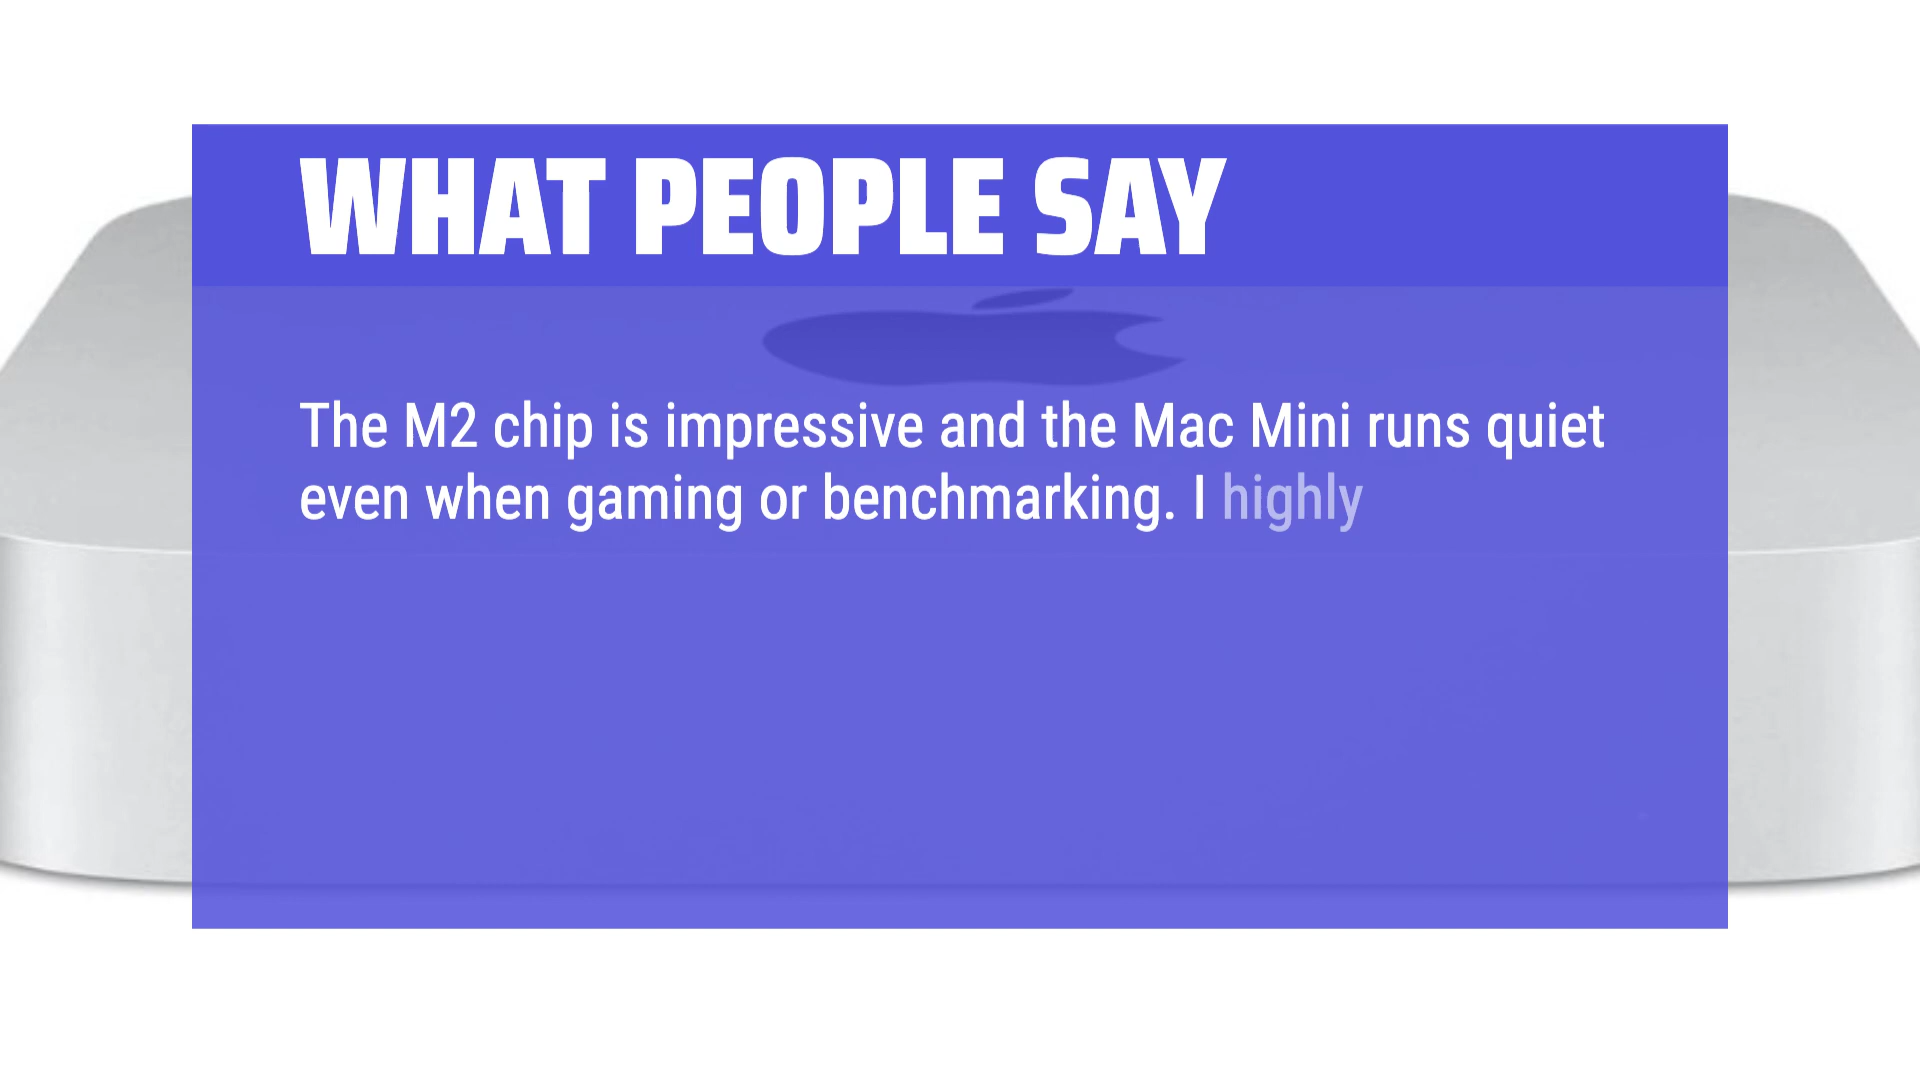 WHAT PEOPLE SAY
The M2 chip is impressive and the Mac Mini runs quiet
even when gaming or benchmarking. I highly